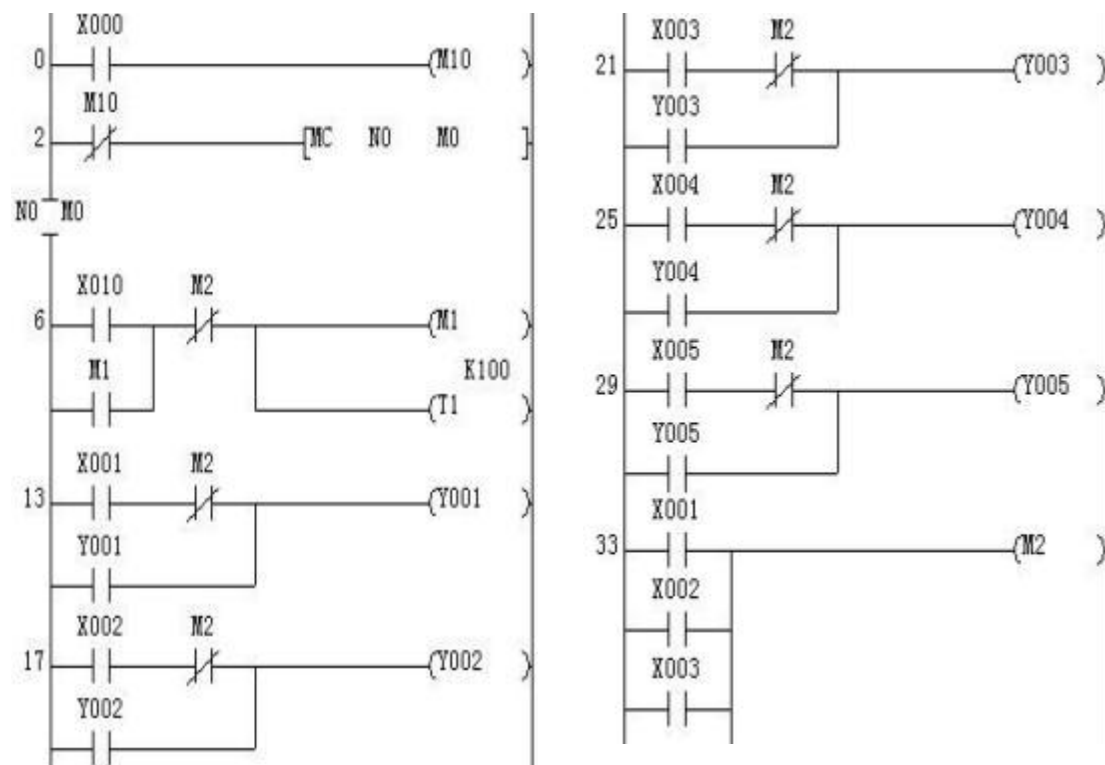 X000
0 (M10 )
M10
2 [MC N0 M0 ]
N0 M0
X010 M2
6 (M1 )
M1 K100
(T1 )
X001 M2
13 (Y001 )
Y001
X002 M2
17 (Y002 )
Y002
X003 M2
21 (Y003 )
Y003
X004 M2
25 (Y004 )
Y004
X005 M2
29 (Y005 )
Y005
X001
33 (M2 )
X002
X003